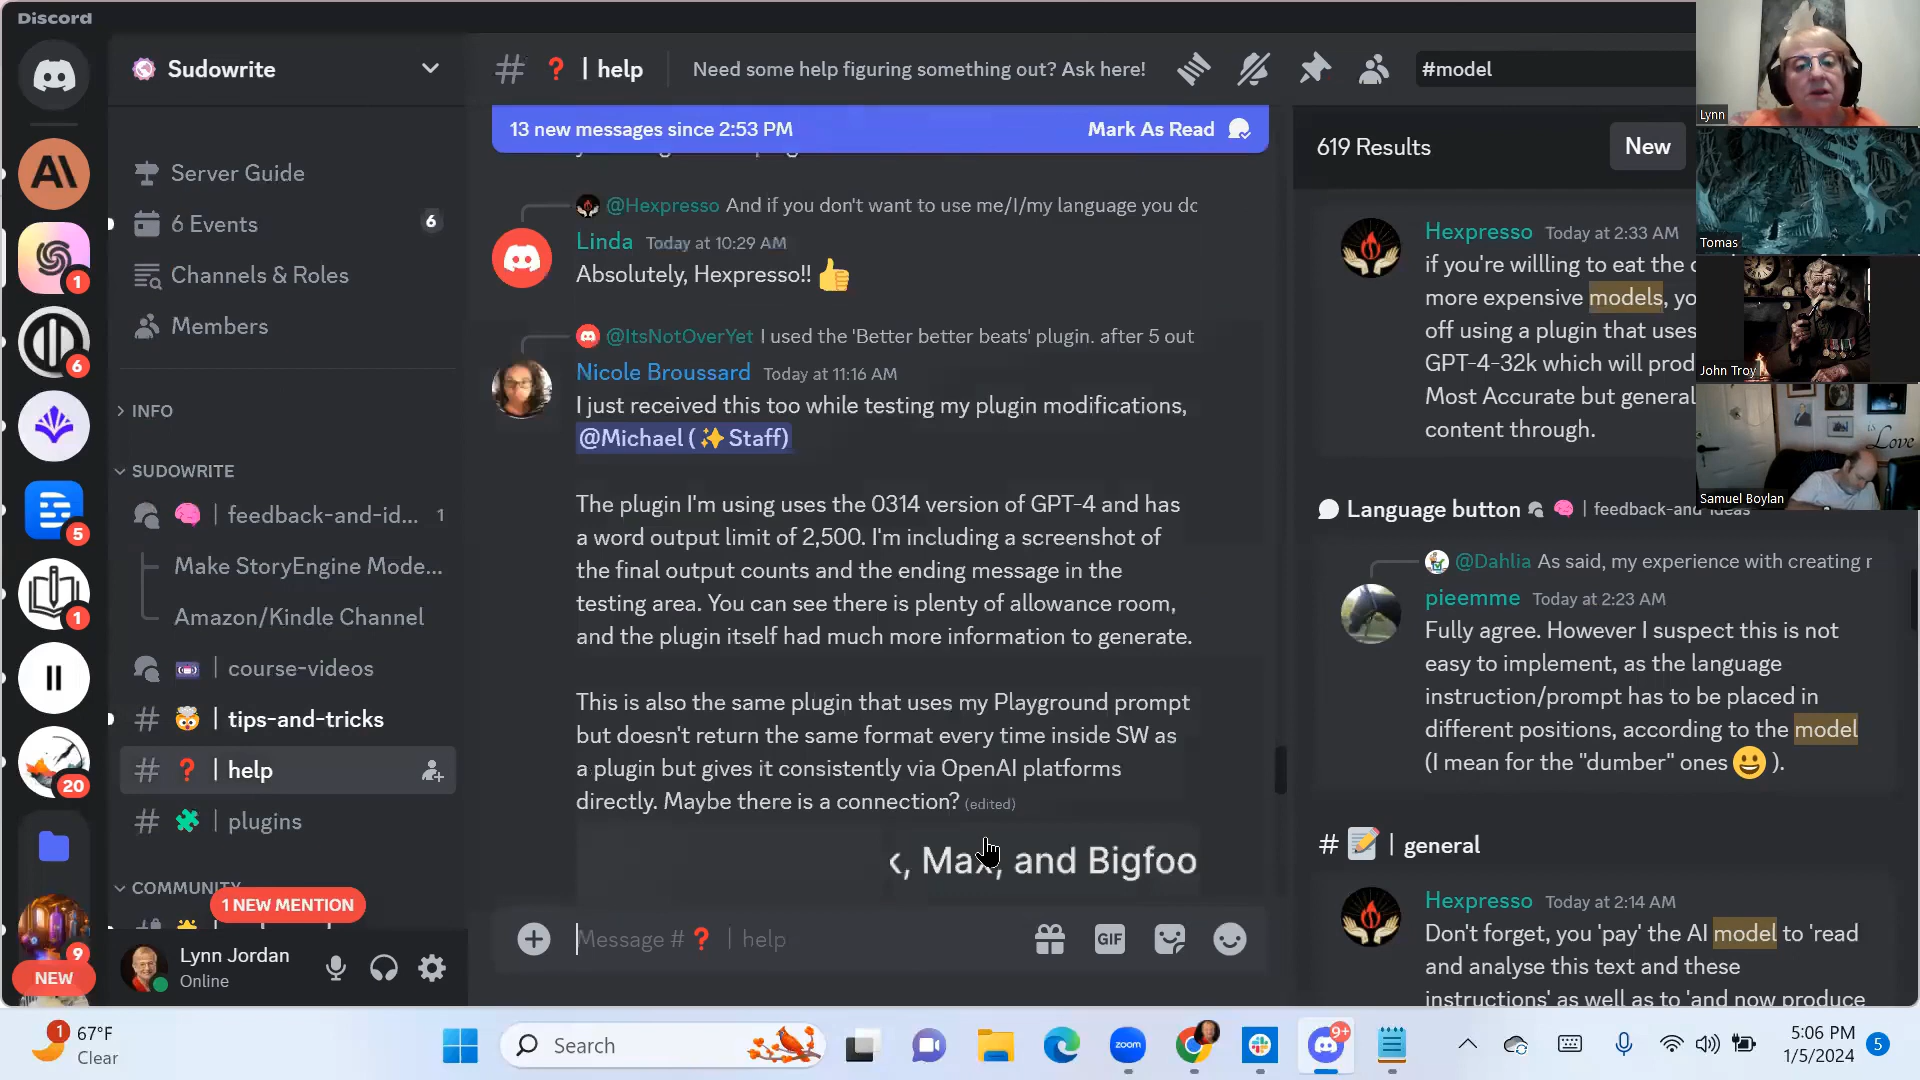 Discord
Sudowrite
Server Guide
6 Events
6
Channels & Roles
Members
INFO
SUDOWRITE
feedback-and-id... 1
Make StoryEngine Mode...
Amazon/Kindle Channel
course-videos
# | tips-and-tricks
# ❓ | help
# | plugins
COMMUNITY
1 NEW MENTION
1
6
5
1
20
9
NEW
Lynn Jordan
Online
# ❓ | help
Need some help figuring something out? Ask here!
#model
13 new messages since 2:53 PM
Mark As Read
@Hexpresso And if you don't want to use me/I/my language you dc
Linda Today at 10:29 AM
Absolutely, Hexpresso!! 👍
@ItsNotOverYet I used the 'Better better beats' plugin. after 5 out
Nicole Broussard Today at 11:16 AM
I just received this too while testing my plugin modifications,
@Michael (✨ Staff)
The plugin I'm using uses the 0314 version of GPT-4 and has
a word output limit of 2,500. I'm including a screenshot of
the final output counts and the ending message in the
testing area. You can see there is plenty of allowance room,
and the plugin itself had much more information to generate.
This is also the same plugin that uses my Playground prompt
but doesn't return the same format every time inside SW as
a plugin but gives it consistently via OpenAI platforms
directly. Maybe there is a connection? (edited)
, Max, and Bigfoo
Message # ❓ | help
GIF
619 Results
New
Hexpresso Today at 2:33 AM
if you're willling to eat the
more expensive models, yo
off using a plugin that uses
GPT-4-32k which will prod
Most Accurate but general
content through.
Language button | feedback-and-ideas
@Dahlia As said, my experience with creating r
pieemme Today at 2:23 AM
Fully agree. However I suspect this is not
easy to implement, as the language
instruction/prompt has to be placed in
different positions, according to the model
(I mean for the "dumber" ones 😀 ).
# 📝 | general
Hexpresso Today at 2:14 AM
Don't forget, you 'pay' the AI model to 'read
and analyse this text and these
instructions' as well as to 'and now produce
Lynn
Tomas
John Troy
Samuel Boylan
Love
1
67°F
Clear
Search
zoom
9+
5:06 PM
1/5/2024
5